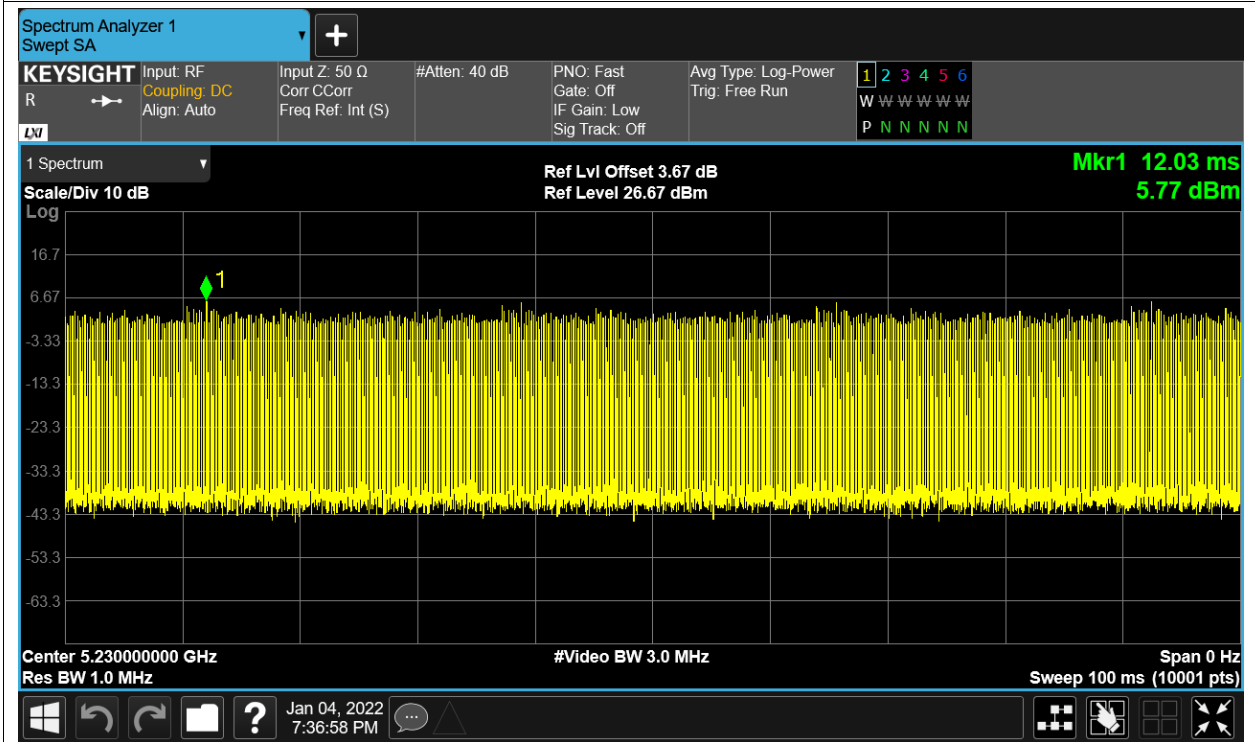 Spectrum Analyzer 1
Swept SA
KEYSIGHT
R
LXI
Input: RF
Coupling: DC
Align: Auto
Input Z: 50 Ω
Corr CCorr
Freq Ref: Int (S)
#Atten: 40 dB
PNO: Fast
Gate: Off
IF Gain: Low
Sig Track: Off
Avg Type: Log-Power
Trig: Free Run
1 2 3 4 5 6
W W W W W W
P N N N N N
1 Spectrum
Scale/Div 10 dB
Log
Ref Lvl Offset 3.67 dB
Ref Level 26.67 dBm
Mkr1 12.03 ms
5.77 dBm
16.7
1
6.67
-3.33
-13.3
-23.3
-33.3
-43.3
-53.3
-63.3
Center 5.230000000 GHz
#Video BW 3.0 MHz
Span 0 Hz
Res BW 1.0 MHz
Sweep 100 ms (10001 pts)
?
Jan 04, 2022
7:36:58 PM